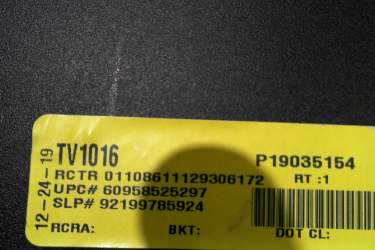 12-24-19
TV1016 P19035154
RCTR 01108611129306172 RT :1
UPC# 60958525297
SLP# 92199785924
RCRA: BKT: DOT CL: